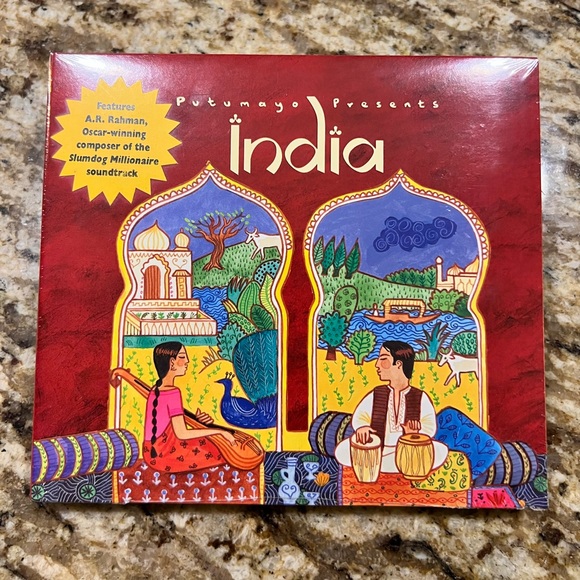 Putumayo Presents
india
Features
A.R. Rahman,
Oscar-winning
composer of the
Slumdog Millionaire
soundtrack